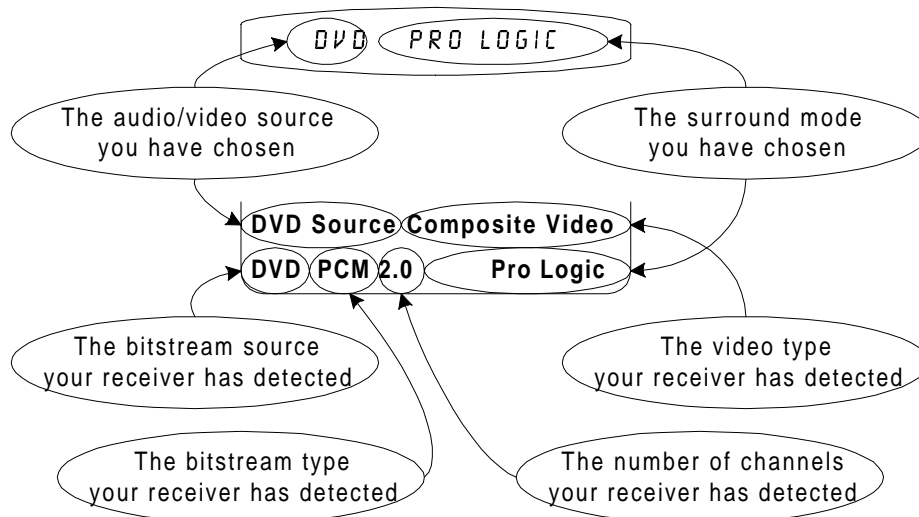 DVD PRO LOGIC
The audio/video source
you have chosen
The surround mode
you have chosen
DVD Source Composite Video
DVD PCM 2.0 Pro Logic
The bitstream source
your receiver has detected
The video type
your receiver has detected
The bitstream type
your receiver has detected
The number of channels
your receiver has detected